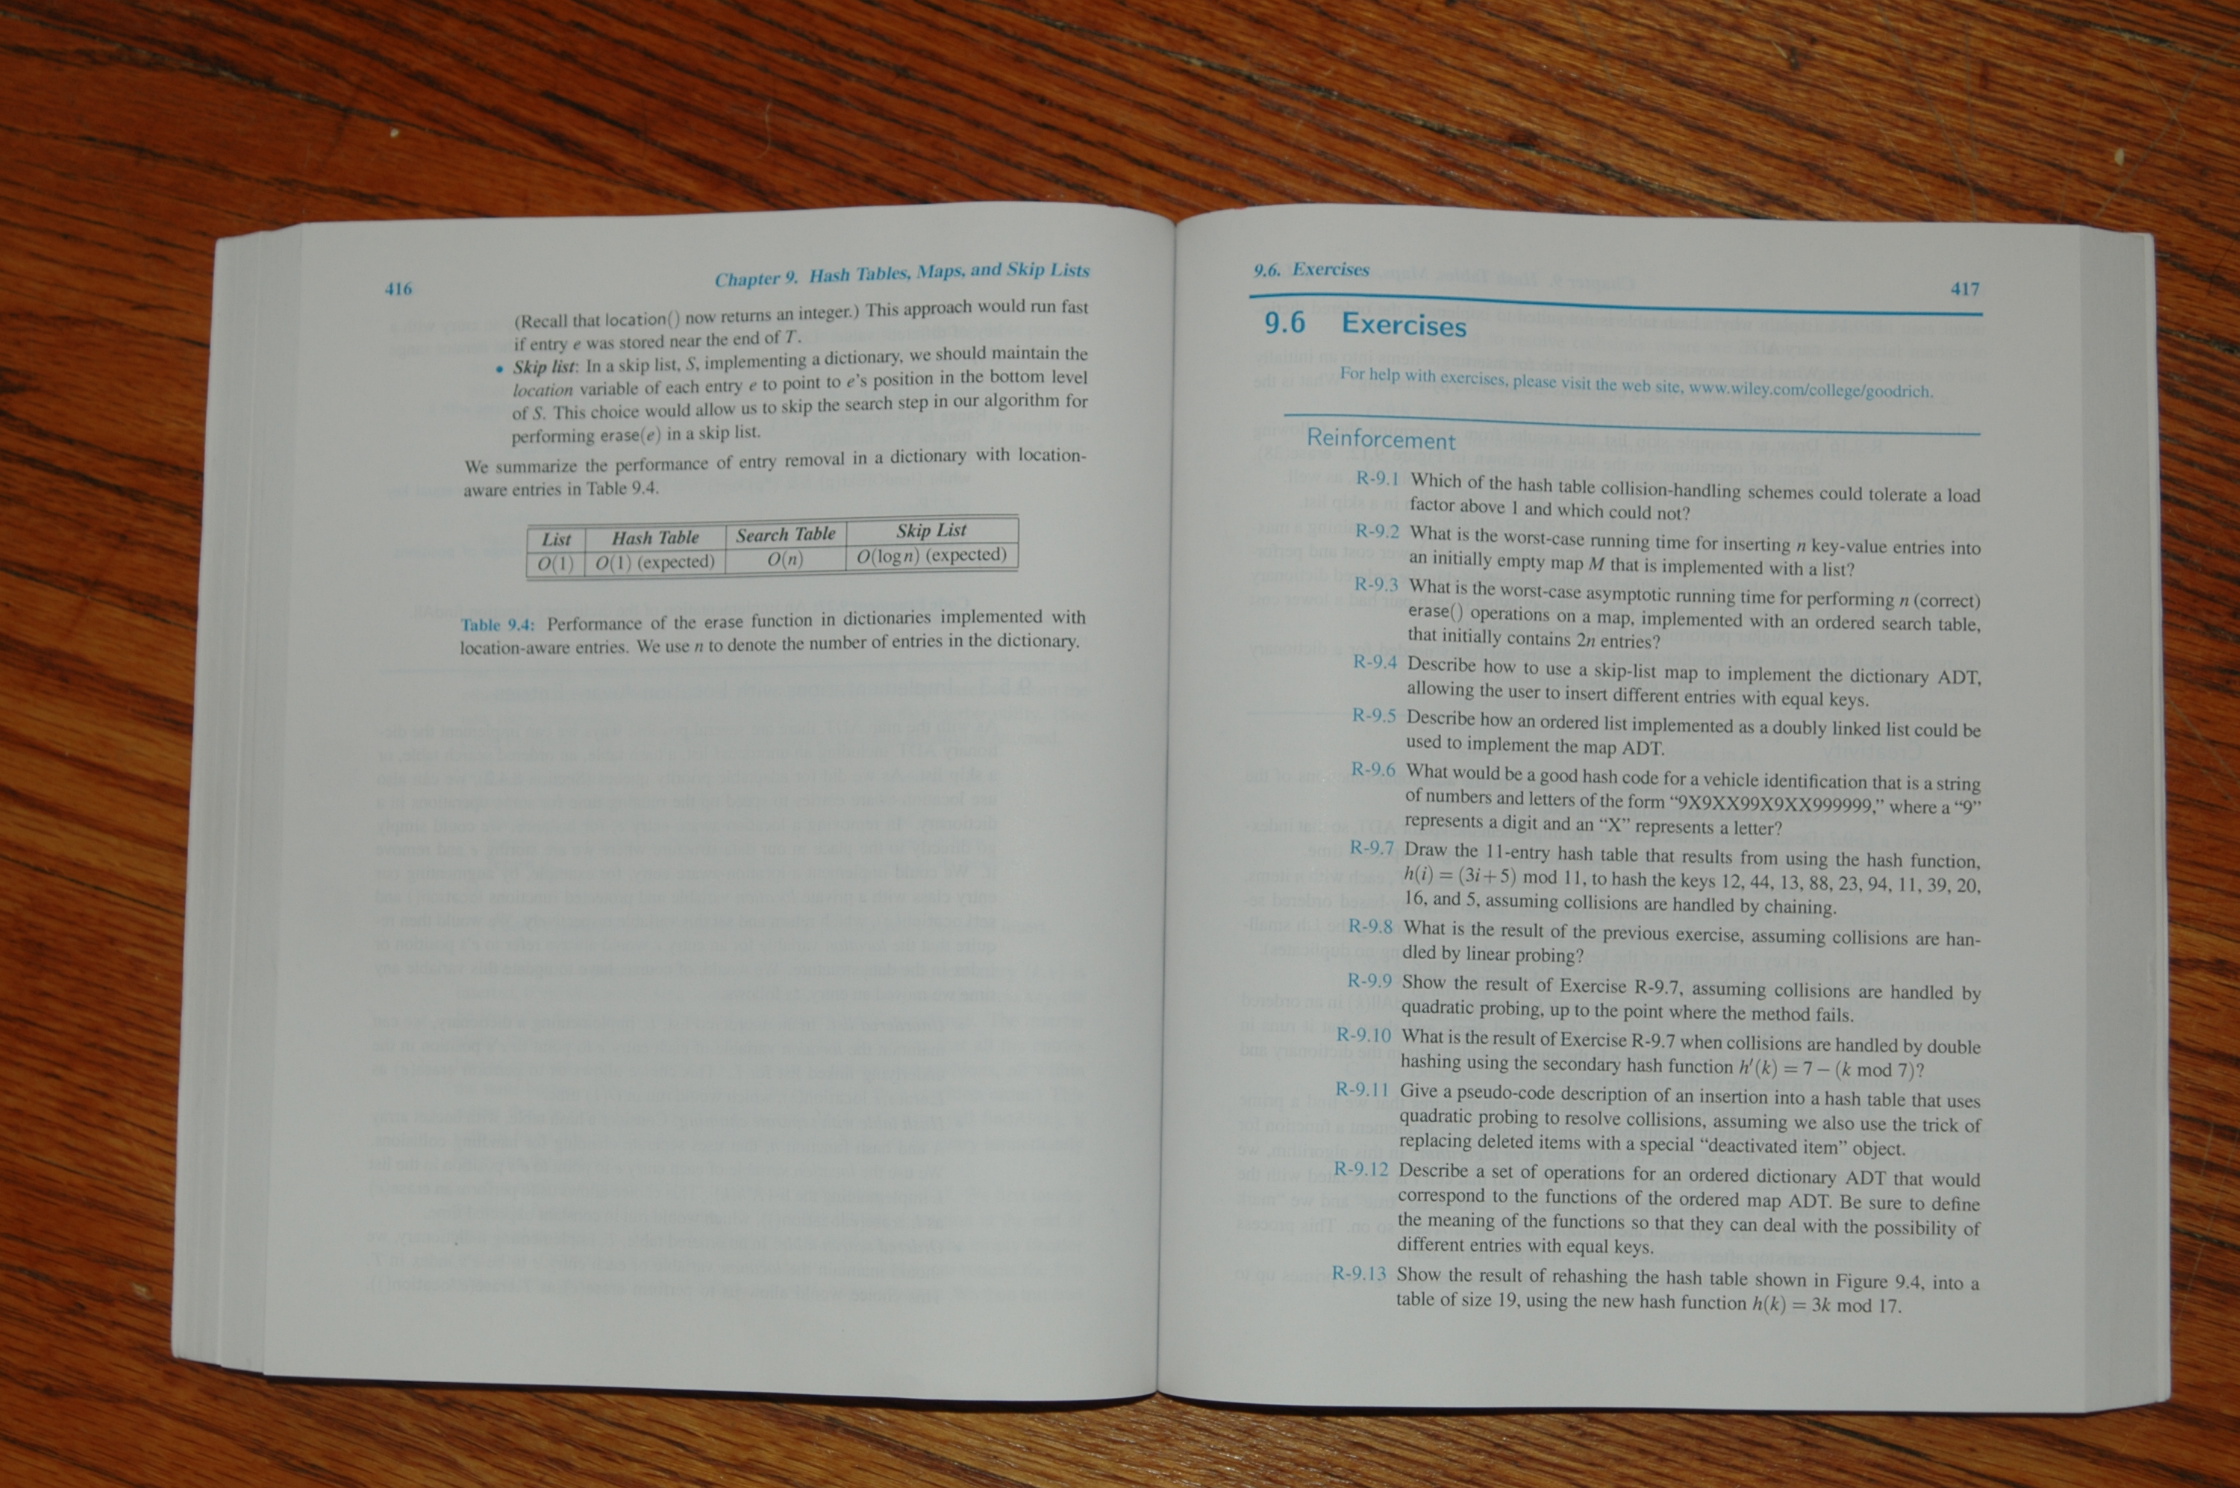 416
Chapter 9. Hash Tables, Maps, and Skip Lists
(Recall that location() now returns an integer.) This approach would run fast
if entry e was stored near the end of T.
• Skip list: In a skip list, S, implementing a dictionary, we should maintain the
location variable of each entry e to point to e's position in the bottom level
of S. This choice would allow us to skip the search step in our algorithm for
performing erase(e) in a skip list.
We summarize the performance of entry removal in a dictionary with location-
aware entries in Table 9.4.
List Hash Table Search Table Skip List
O(1) O(1) (expected) O(n) O(log n) (expected)
Table 9.4: Performance of the erase function in dictionaries implemented with
location-aware entries. We use n to denote the number of entries in the dictionary.
9.6. Exercises
417
9.6 Exercises
For help with exercises, please visit the web site, www.wiley.com/college/goodrich.
Reinforcement
R-9.1 Which of the hash table collision-handling schemes could tolerate a load
factor above 1 and which could not?
R-9.2 What is the worst-case running time for inserting n key-value entries into
an initially empty map M that is implemented with a list?
R-9.3 What is the worst-case asymptotic running time for performing n (correct)
erase() operations on a map, implemented with an ordered search table,
that initially contains 2n entries?
R-9.4 Describe how to use a skip-list map to implement the dictionary ADT,
allowing the user to insert different entries with equal keys.
R-9.5 Describe how an ordered list implemented as a doubly linked list could be
used to implement the map ADT.
R-9.6 What would be a good hash code for a vehicle identification that is a string
of numbers and letters of the form “9X9XX99X9XX999999,” where a “9”
represents a digit and an “X” represents a letter?
R-9.7 Draw the 11-entry hash table that results from using the hash function,
h(i) = (3i+5) mod 11, to hash the keys 12, 44, 13, 88, 23, 94, 11, 39, 20,
16, and 5, assuming collisions are handled by chaining.
R-9.8 What is the result of the previous exercise, assuming collisions are han-
dled by linear probing?
R-9.9 Show the result of Exercise R-9.7, assuming collisions are handled by
quadratic probing, up to the point where the method fails.
R-9.10 What is the result of Exercise R-9.7 when collisions are handled by double
hashing using the secondary hash function h′(k) = 7 − (k mod 7)?
R-9.11 Give a pseudo-code description of an insertion into a hash table that uses
quadratic probing to resolve collisions, assuming we also use the trick of
replacing deleted items with a special “deactivated item” object.
R-9.12 Describe a set of operations for an ordered dictionary ADT that would
correspond to the functions of the ordered map ADT. Be sure to define
the meaning of the functions so that they can deal with the possibility of
different entries with equal keys.
R-9.13 Show the result of rehashing the hash table shown in Figure 9.4, into a
table of size 19, using the new hash function h(k) = 3k mod 17.